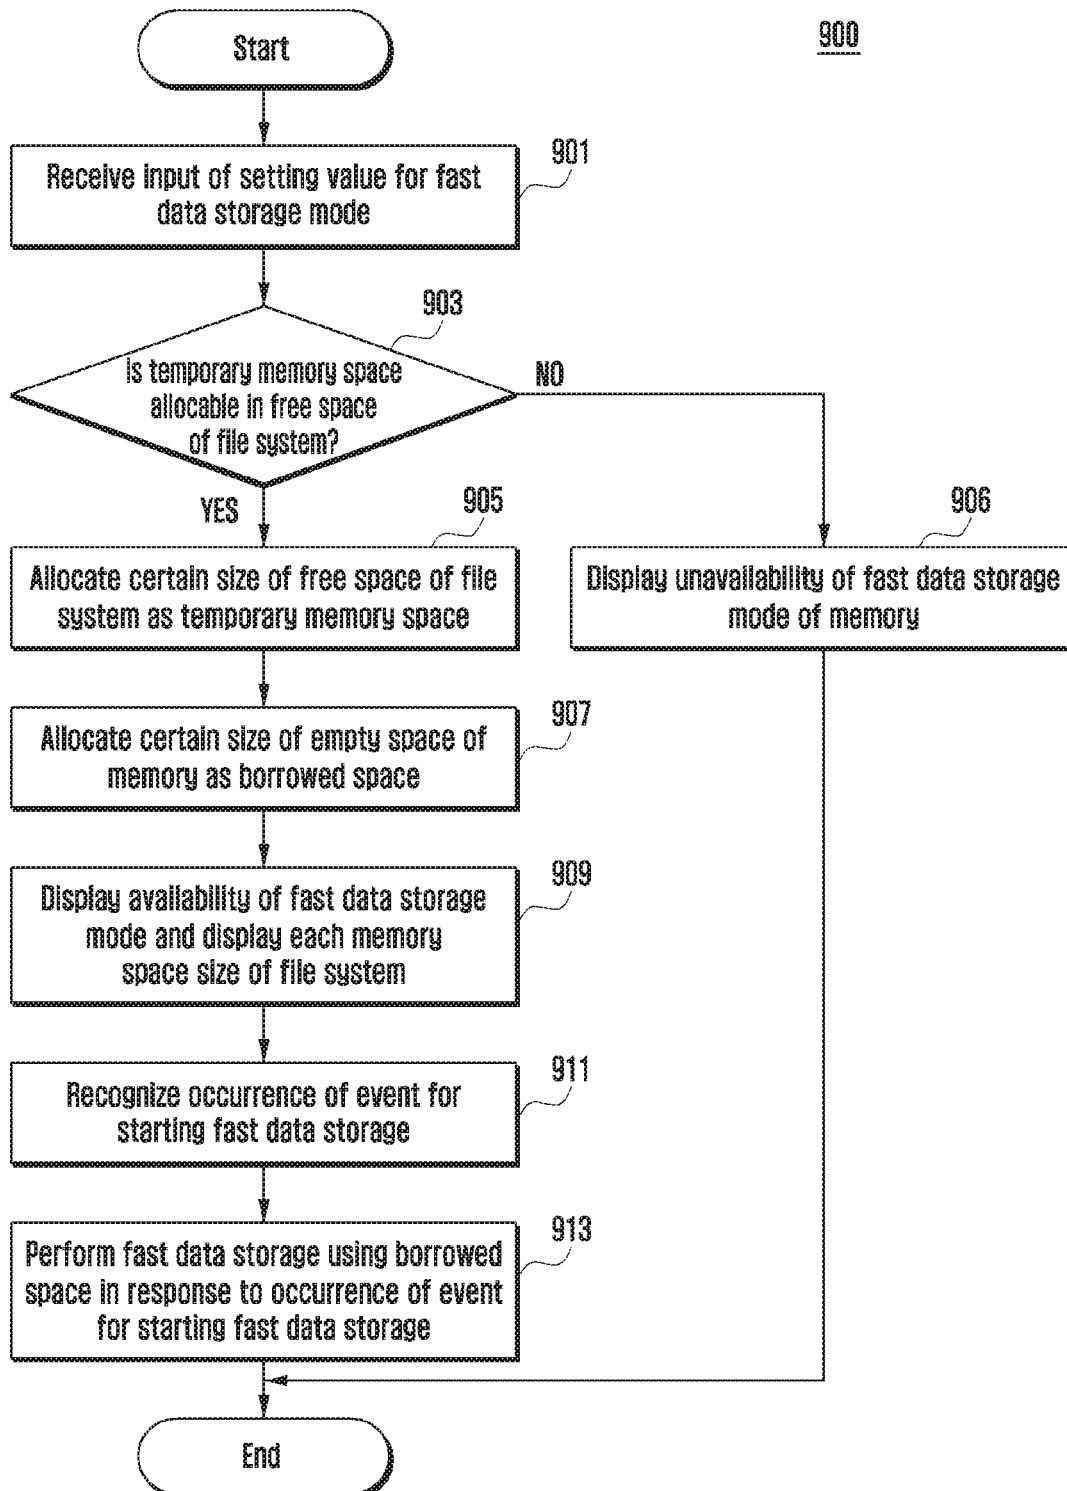 Start
900
901
Receive input of setting value for fast
data storage mode
903
is temporary memory space
allocable in free space
of file system?
NO
YES
905
906
Allocate certain size of free space of file
system as temporary memory space
Display unavailability of fast data storage
mode of memory
907
Allocate certain size of empty space of
memory as borrowed space
909
Display availability of fast data storage
mode and display each memory
space size of file system
911
Recognize occurrence of event for
starting fast data storage
913
Perform fast data storage using borrowed
space in response to occurrence of event
for starting fast data storage
End